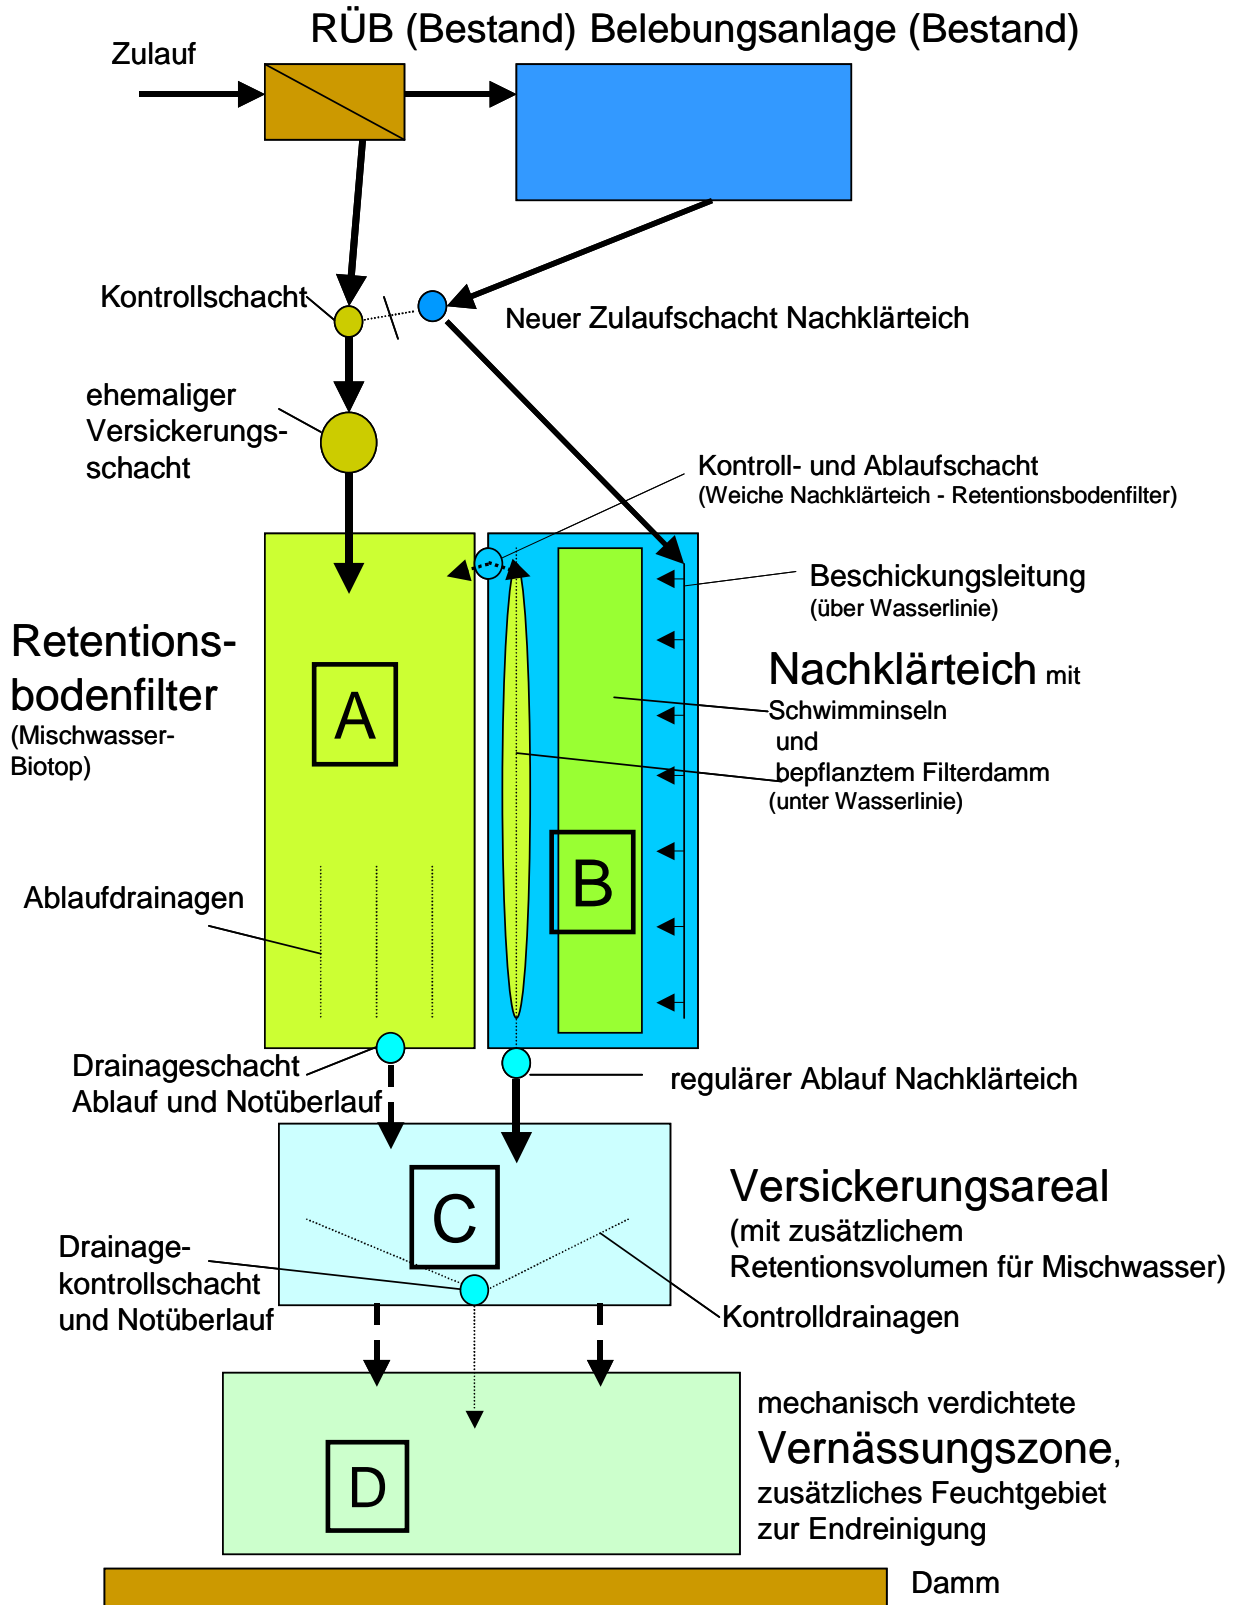 RÜB (Bestand) Belebungsanlage (Bestand)
Zulauf
Kontrollschacht
Neuer Zulaufschacht Nachklärteich
ehemaliger
Versickerungs-
schacht
Kontroll- und Ablaufschacht
(Weiche Nachklärteich - Retentionsbodenfilter)
Beschickungsleitung
(über Wasserlinie)
Retentions-
bodenfilter
(Mischwasser-
Biotop)
A
Nachklärteich mit
Schwimminseln
und
bepflanztem Filterdamm
(unter Wasserlinie)
B
Ablaufdrainagen
Drainageschacht
Ablauf und Notüberlauf
regulärer Ablauf Nachklärteich
C
Versickerungsareal
(mit zusätzlichem
Retentionsvolumen für Mischwasser)
Drainage-
kontrollschacht
und Notüberlauf
Kontrolldrainagen
D
mechanisch verdichtete
Vernässungszone,
zusätzliches Feuchtgebiet
zur Endreinigung
Damm